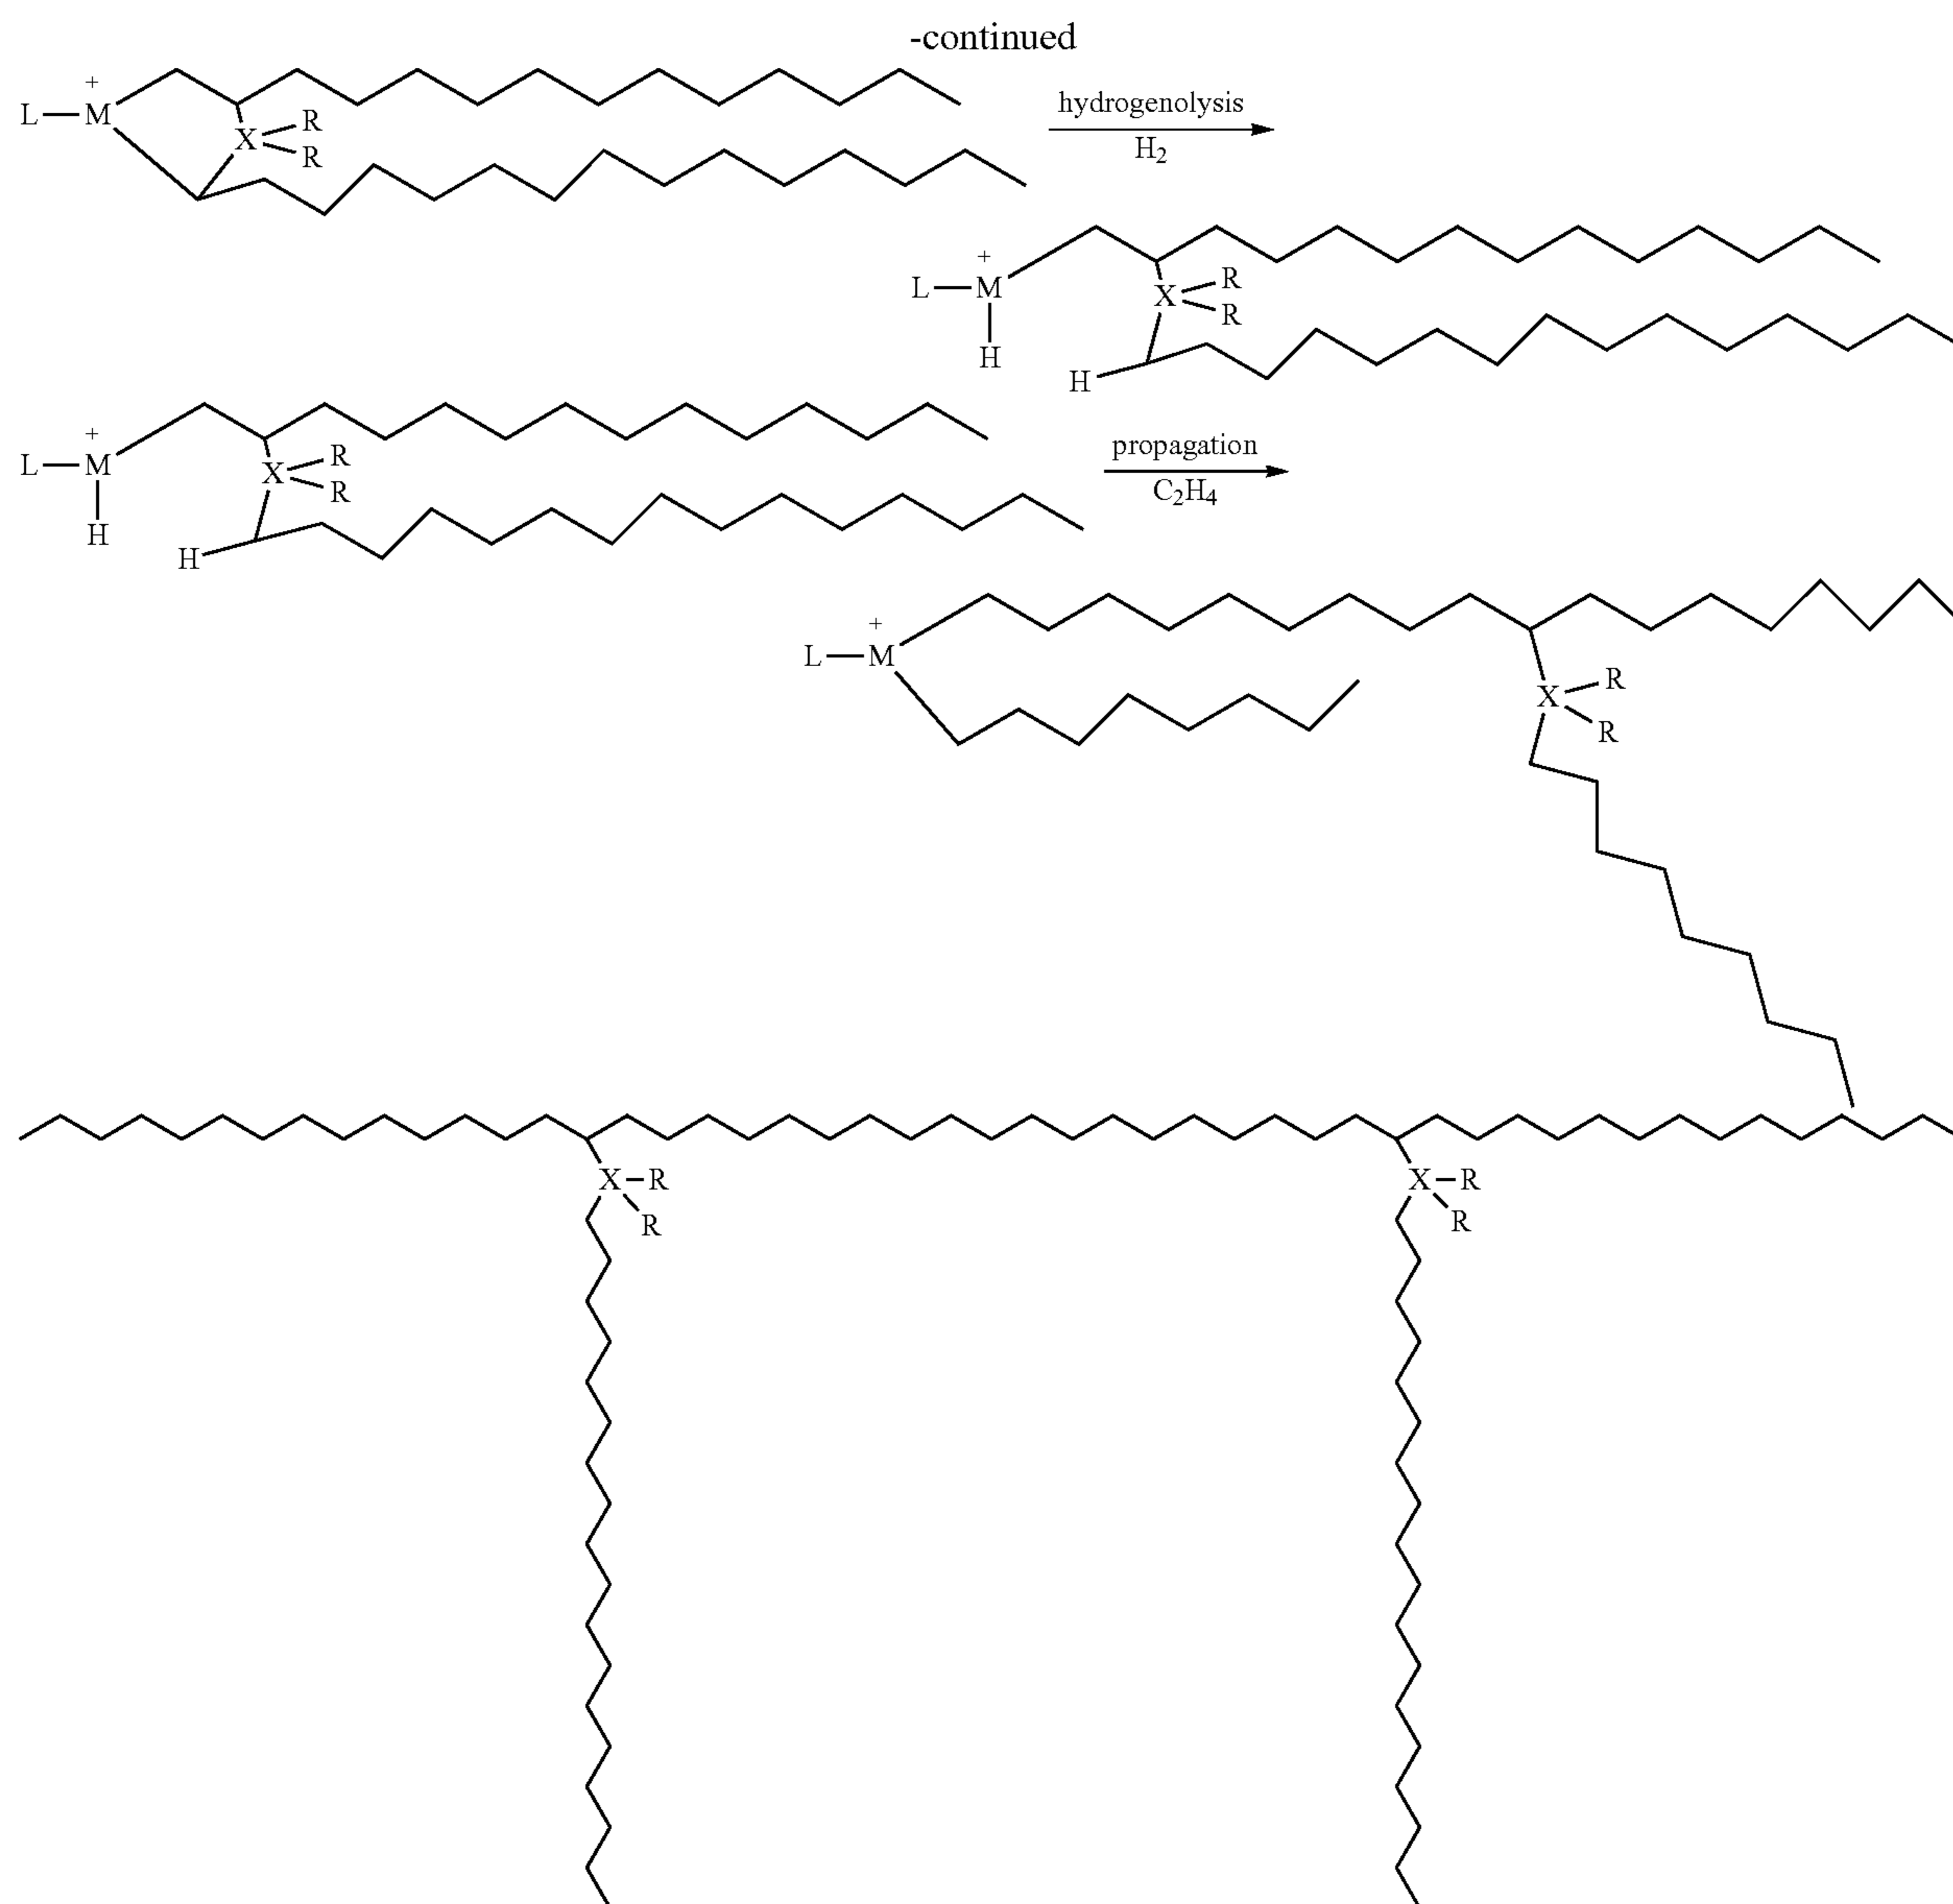 -continued
+
L M X R
R
hydrogenolysis
H2
+
L M X R
R
H
H
+
L M X R
R
H
H
propagation
C2H4
+
L M
X R
R
X R
R
X R
R